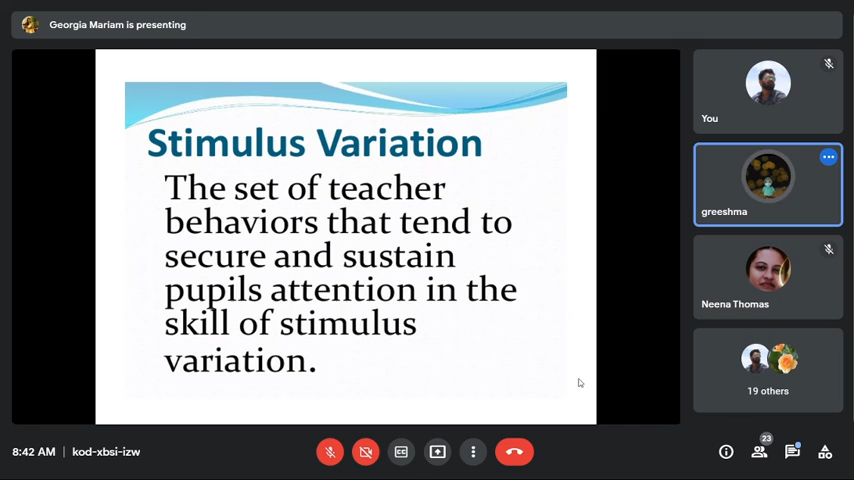 Georgia Mariam is presenting
Stimulus Variation
The set of teacher
behaviors that tend to
secure and sustain
pupils attention in the
skill of stimulus
variation.
You
greeshma
Neena Thomas
19 others
8:42 AM | kod-xbsi-izw
CC
23